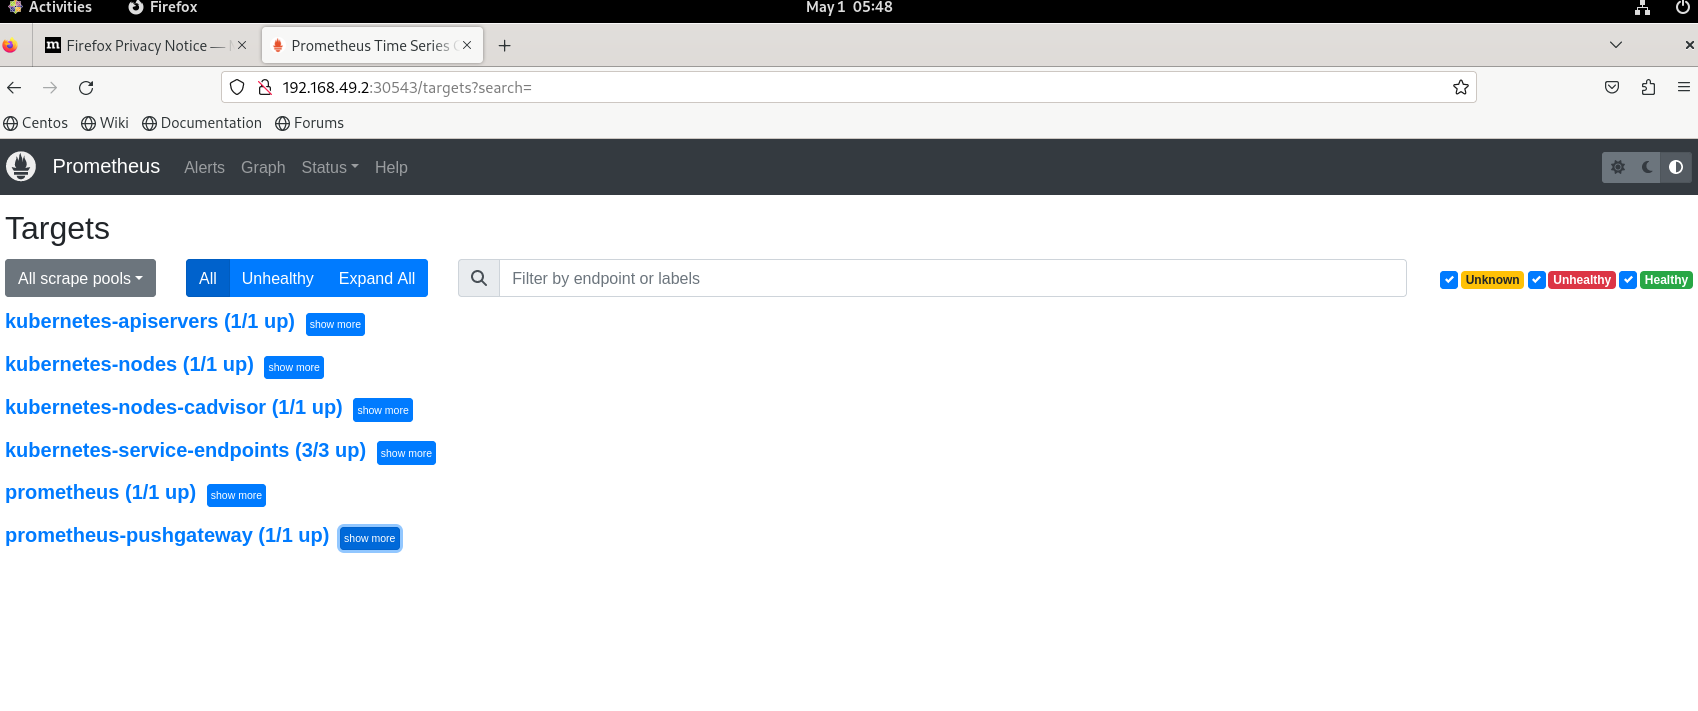 Activities Firefox May 1 05:48
Firefox Privacy Notice — Prometheus Time Series
192.168.49.2:30543/targets?search=
Centos Wiki Documentation Forums
Prometheus Alerts Graph Status Help
Targets
All scrape pools All Unhealthy Expand All Filter by endpoint or labels Unknown Unhealthy Healthy
kubernetes-apiservers (1/1 up) show more
kubernetes-nodes (1/1 up) show more
kubernetes-nodes-cadvisor (1/1 up) show more
kubernetes-service-endpoints (3/3 up) show more
prometheus (1/1 up) show more
prometheus-pushgateway (1/1 up) show more